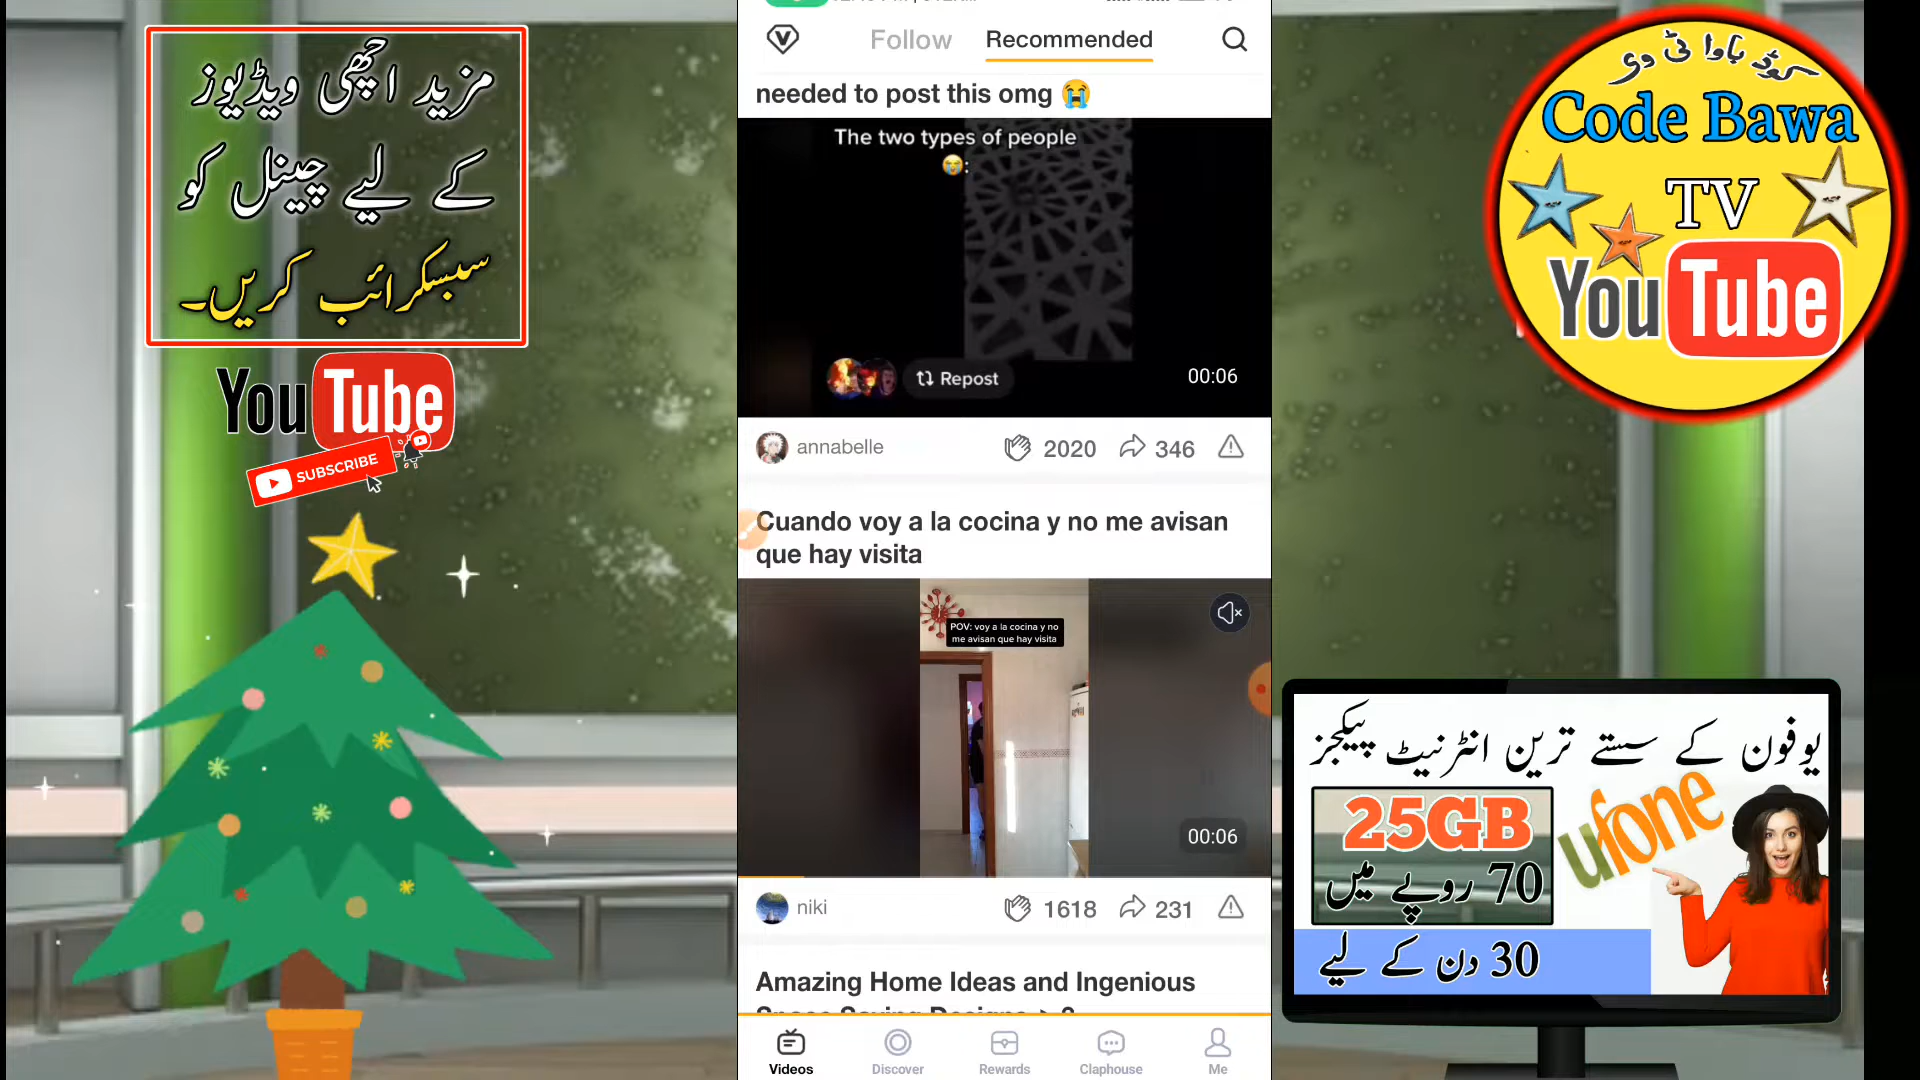 مزید اچھی ویڈیوز
کے لیے چینل کو
سبسکرائب کریں۔
YouTube
SUBSCRIBE
Follow
Recommended
needed to post this omg 😭
The two types of people
😭:
Repost
00:06
annabelle
2020
346
Cuando voy a la cocina y no me avisan
que hay visita
POV: voy a la cocina y no
me avisan que hay visita
00:06
niki
1618
231
Amazing Home Ideas and Ingenious
Videos
Discover
Rewards
Claphouse
Me
کوڈ باوا ٹی وی
Code Bawa
TV
YouTube
یوفون کے سستے ترین انٹرنیٹ پیکجز
25GB
70 روپے میں
ufone
30 دن کے لیے